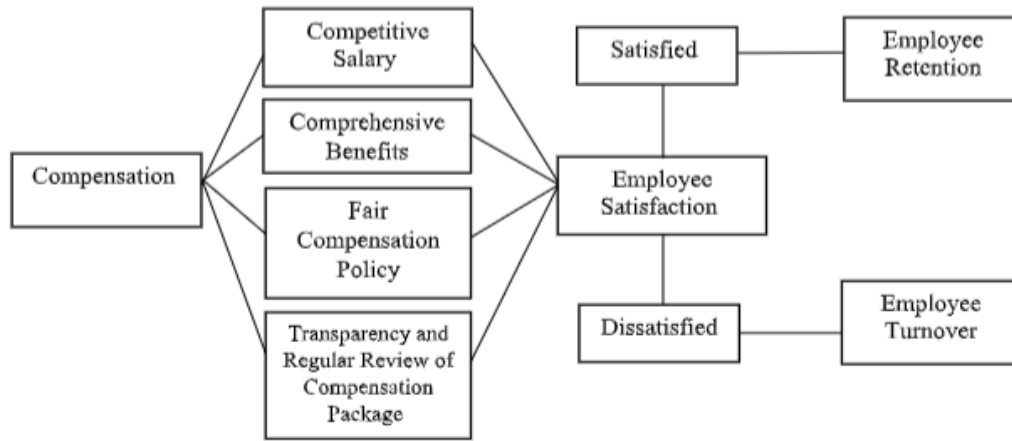 Compensation
Competitive
Salary
Comprehensive
Benefits
Fair
Compensation
Policy
Transparency and
Regular Review of
Compensation
Package
Employee
Satisfaction
Satisfied
Employee
Retention
Dissatisfied
Employee
Turnover